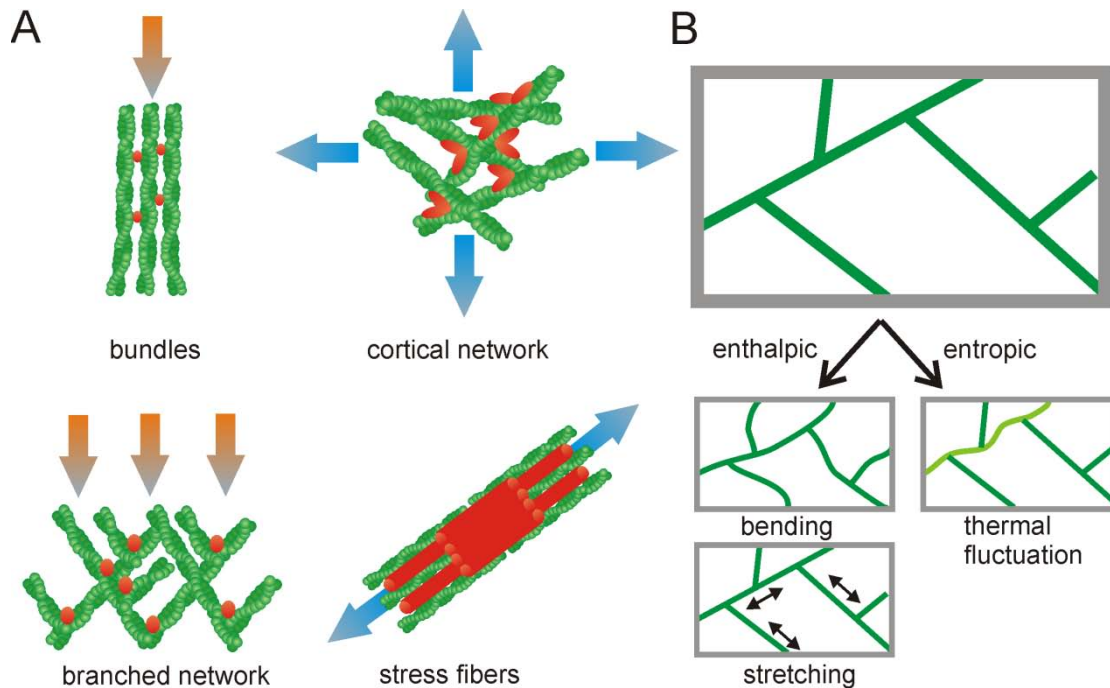 A
bundles
cortical network
branched network
stress fibers
B
enthalpic
entropic
bending
thermal
fluctuation
stretching